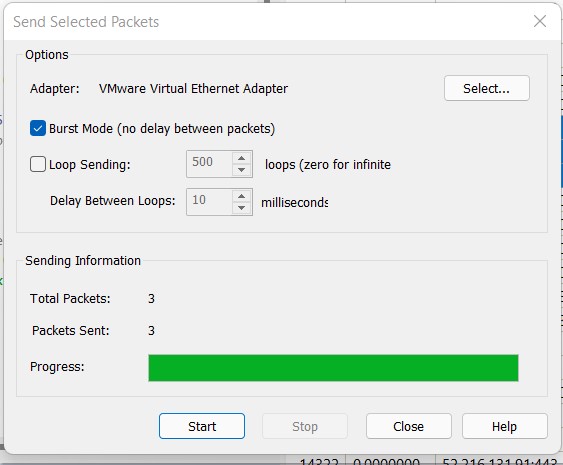 Send Selected Packets
Options
Adapter: VMware Virtual Ethernet Adapter Select...
Burst Mode (no delay between packets)
Loop Sending: 500 loops (zero for infinite
Delay Between Loops: 10 milliseconds
Sending Information
Total Packets: 3
Packets Sent: 3
Progress:
Start Stop Close Help
14322 0.0000000 52.216.131.91:443